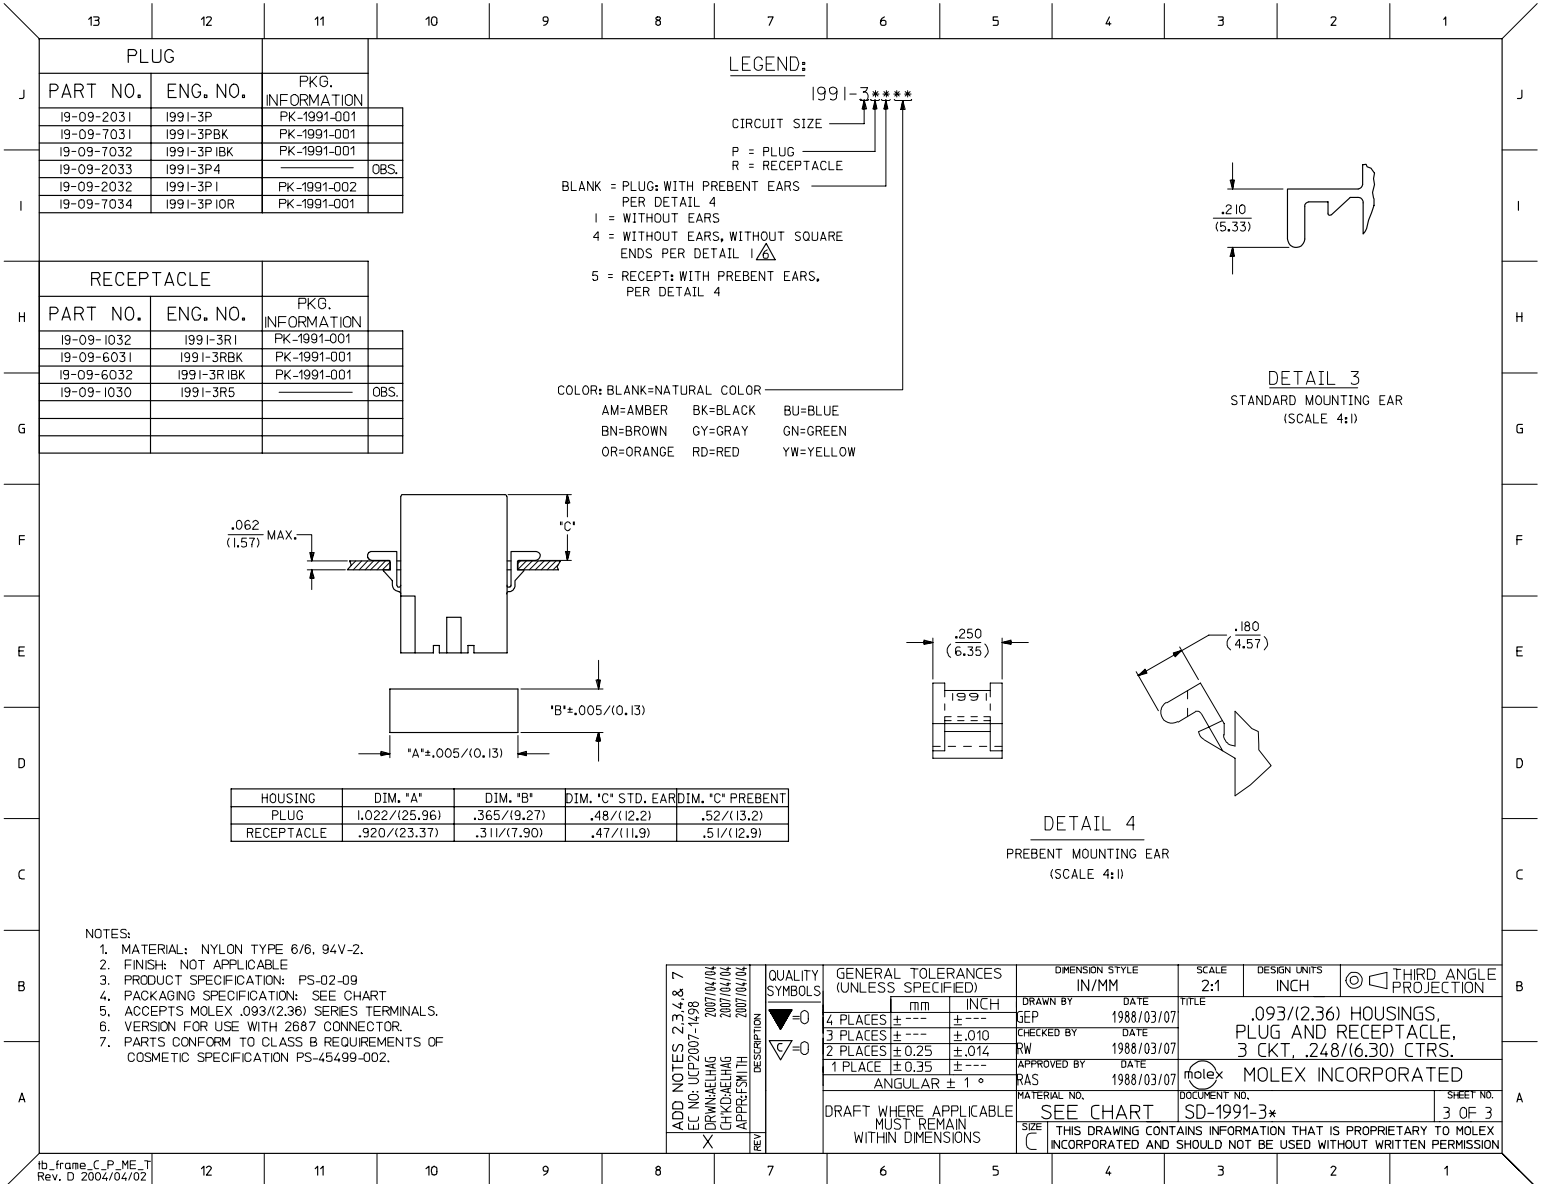 13 12 11 10 9 8 7 6 5 4 3 2 1
J
I
H
G
F
E
D
C
B
A
PLUG
PART NO. ENG. NO. PKG. INFORMATION
19-09-2031 1991-3P PK-1991-001
19-09-7031 1991-3PBK PK-1991-001
19-09-7032 1991-3P1BK PK-1991-001
19-09-2033 1991-3P4 OBS.
19-09-2032 1991-3P1 PK-1991-002
19-09-7034 1991-3P1OR PK-1991-001
RECEPTACLE
PART NO. ENG. NO. PKG. INFORMATION
19-09-1032 1991-3R1 PK-1991-001
19-09-6031 1991-3RBK PK-1991-001
19-09-6032 1991-3R1BK PK-1991-001
19-09-1030 1991-3R5 OBS.
LEGEND:
1991-3****
CIRCUIT SIZE
P = PLUG
R = RECEPTACLE
BLANK = PLUG: WITH PREBENT EARS
PER DETAIL 4
1 = WITHOUT EARS
4 = WITHOUT EARS, WITHOUT SQUARE
ENDS PER DETAIL 1 6
5 = RECEPT: WITH PREBENT EARS,
PER DETAIL 4
COLOR: BLANK=NATURAL COLOR
AM=AMBER BK=BLACK BU=BLUE
BN=BROWN GY=GRAY GN=GREEN
OR=ORANGE RD=RED YW=YELLOW
.210
(5.33)
DETAIL 3
STANDARD MOUNTING EAR
(SCALE 4:1)
.062
(1.57) MAX.
"C"
"B"±.005/(0.13)
"A"±.005/(0.13)
HOUSING DIM. "A" DIM. "B" DIM. "C" STD. EAR DIM. "C" PREBENT
PLUG 1.022/(25.96) .365/(9.27) .48/(12.2) .52/(13.2)
RECEPTACLE .920/(23.37) .311/(7.90) .47/(11.9) .51/(12.9)
.250
(6.35)
1991
.180
(4.57)
DETAIL 4
PREBENT MOUNTING EAR
(SCALE 4:1)
NOTES:
1. MATERIAL: NYLON TYPE 6/6, 94V-2.
2. FINISH: NOT APPLICABLE
3. PRODUCT SPECIFICATION: PS-02-09
4. PACKAGING SPECIFICATION: SEE CHART
5. ACCEPTS MOLEX .093/(2.36) SERIES TERMINALS.
6. VERSION FOR USE WITH 2687 CONNECTOR.
7. PARTS CONFORM TO CLASS B REQUIREMENTS OF
COSMETIC SPECIFICATION PS-45499-002.
ADD NOTES 2,3,4,& 7
EC NO: UCP2007-1498
DRWN:AELHAG 2007/04/04
CH'KD:AELHAG 2007/04/04
APPR:FSMITH 2007/04/04
DESCRIPTION
X
REV
QUALITY
SYMBOLS
=0
C =0
GENERAL TOLERANCES
(UNLESS SPECIFIED)
mm INCH
4 PLACES ± --- ± ---
3 PLACES ± --- ±.010
2 PLACES ±0.25 ±.014
1 PLACE ±0.35 ± ---
ANGULAR ± 1 °
DRAFT WHERE APPLICABLE
MUST REMAIN
WITHIN DIMENSIONS
DIMENSION STYLE
IN/MM
SCALE
2:1
DESIGN UNITS
INCH
THIRD ANGLE
PROJECTION
DRAWN BY DATE
GEP 1988/03/07
CHECKED BY DATE
RW 1988/03/07
APPROVED BY DATE
RAS 1988/03/07
TITLE
.093/(2.36) HOUSINGS,
PLUG AND RECEPTACLE,
3 CKT, .248/(6.30) CTRS.
molex MOLEX INCORPORATED
MATERIAL NO.
SEE CHART
DOCUMENT NO.
SD-1991-3*
SHEET NO.
3 OF 3
SIZE
C
THIS DRAWING CONTAINS INFORMATION THAT IS PROPRIETARY TO MOLEX
INCORPORATED AND SHOULD NOT BE USED WITHOUT WRITTEN PERMISSION
J
I
H
G
F
E
D
C
B
A
tb_frame_C_P_ME_T
Rev. D 2004/04/02
12 11 10 9 8 7 6 5 4 3 2 1